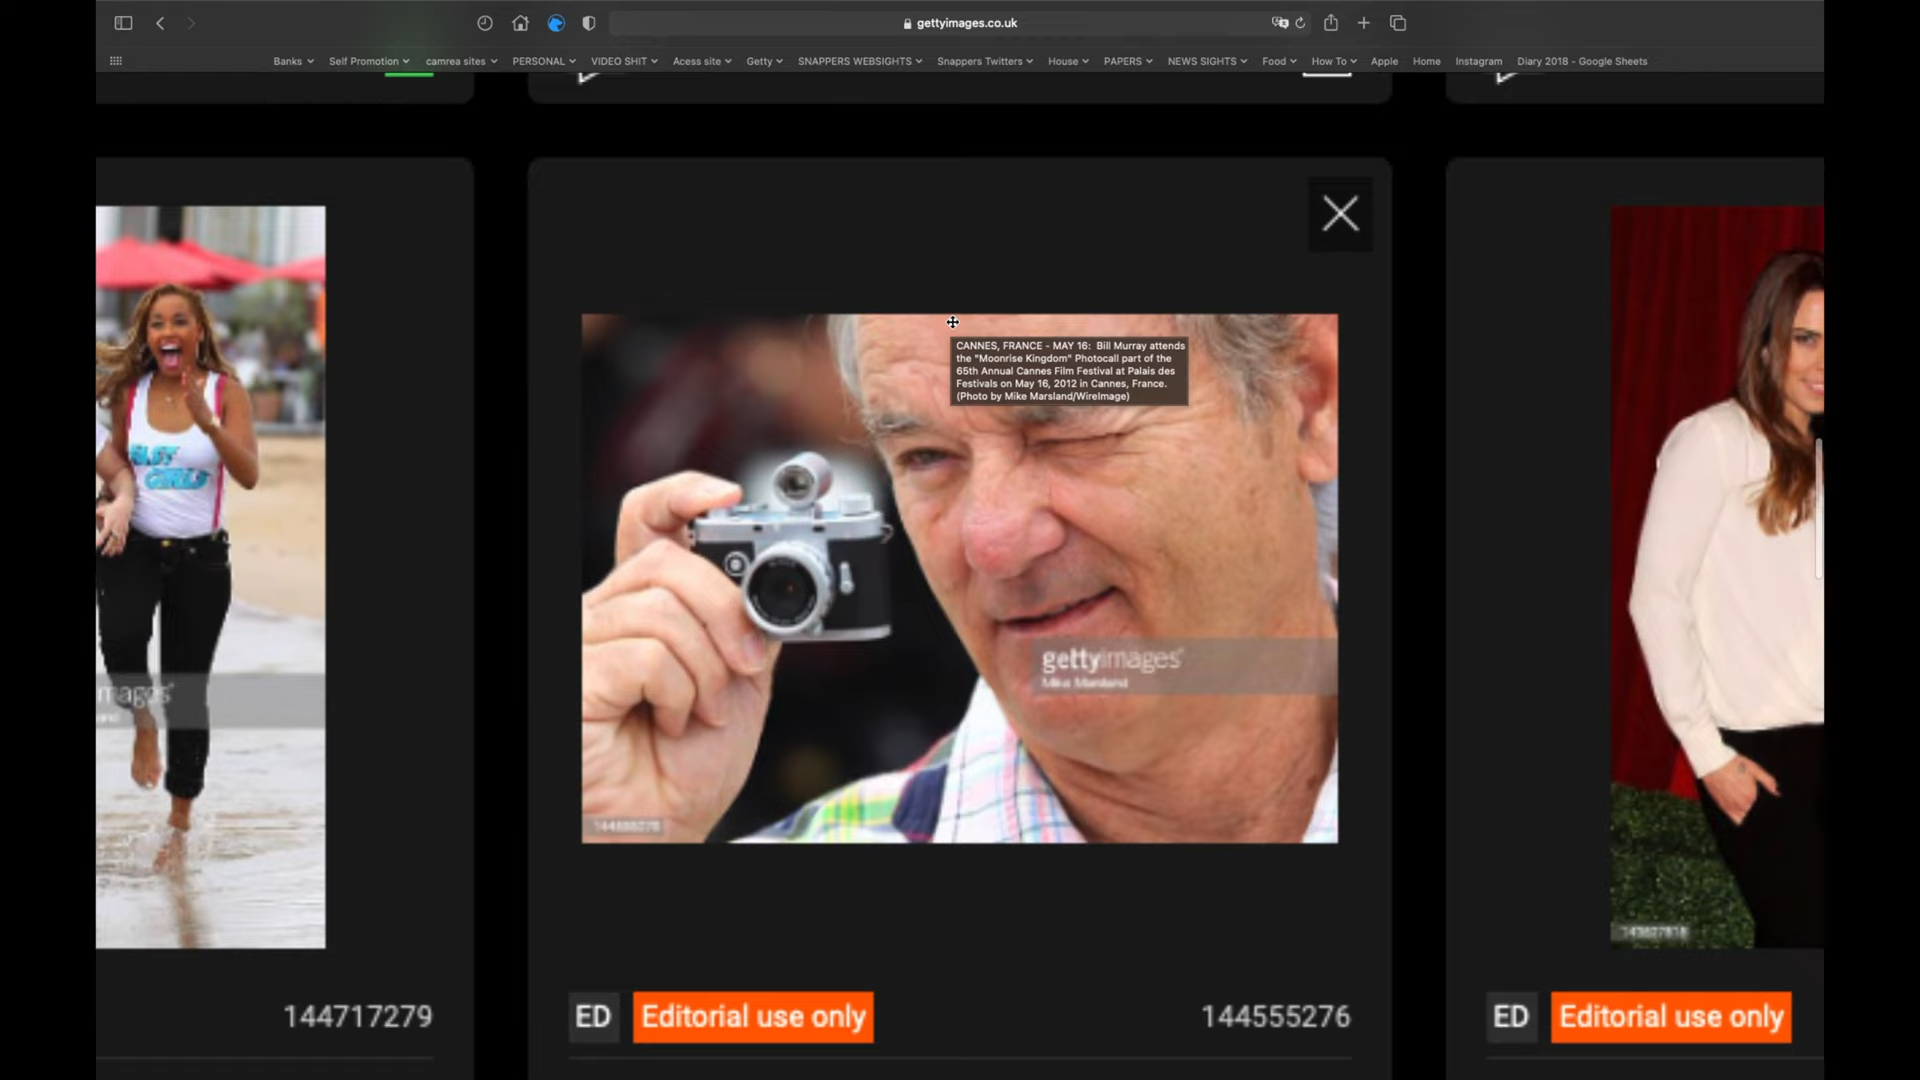 gettyimages.co.uk
Banks Self Promotion camrea sites PERSONAL VIDEO SHIT Acess site Getty SNAPPERS WEBSIGHTS Snappers Twitters House PAPERS NEWS SIGHTS Food How To Apple Home Instagram Diary 2018 - Google Sheets
CANNES, FRANCE - MAY 16: Bill Murray attends
the "Moonrise Kingdom" Photocall part of the
65th Annual Cannes Film Festival at Palais des
Festivals on May 16, 2012 in Cannes, France.
(Photo by Mike Marsland/WireImage)
GIRLS
mages
gettyimages
Mike Marsland
144717279
ED Editorial use only
144555276
ED Editorial use only